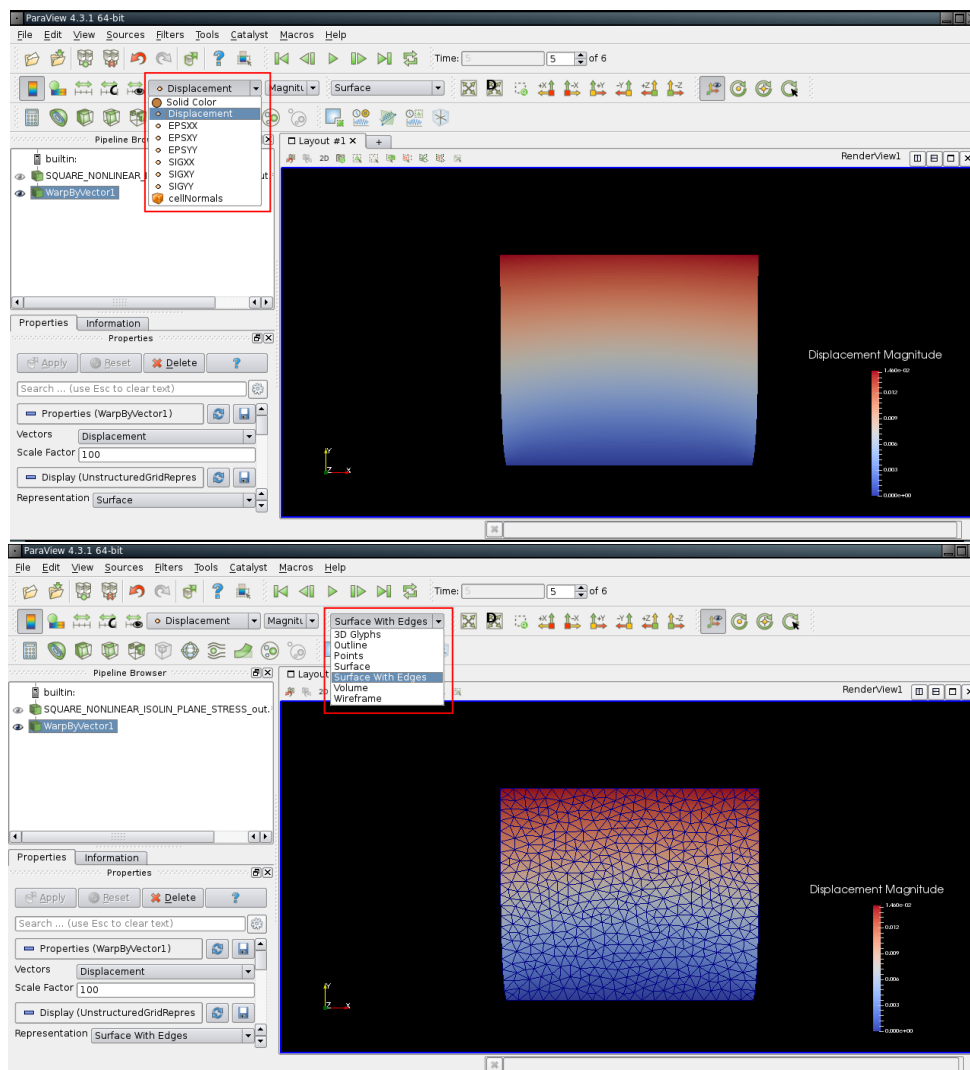 ParaView 4.3.1 64-bit
File Edit View Sources Filters Tools Catalyst Macros Help
Time: 5 5 of 6
Displacement Magnitu Surface
Solid Color
Displacement
EPSXX
EPSXY
EPSYY
SIGXX
SIGXY
SIGYY
cellNormals
Pipeline Bro
Layout #1 × +
2D
RenderView1
builtin:
SQUARE_NONLINEAR_I out.
WarpByVector1
Properties Information
Properties
Apply Reset Delete ?
Search ... (use Esc to clear text)
Properties (WarpByVector1)
Vectors Displacement
Scale Factor 100
Display (UnstructuredGridRepres
Representation Surface
Displacement Magnitude
1.460e-02
0.012
0.009
0.006
0.003
0.000e+00
Y
Z X
ParaView 4.3.1 64-bit
File Edit View Sources Filters Tools Catalyst Macros Help
Time: 5 5 of 6
Displacement Magnitu Surface With Edges
3D Glyphs
Outline
Points
Surface
Surface With Edges
Volume
Wireframe
Pipeline Browser
Layout
2D
RenderView1
builtin:
SQUARE_NONLINEAR_ISOLIN_PLANE_STRESS_out.
WarpByVector1
Properties Information
Properties
Apply Reset Delete ?
Search ... (use Esc to clear text)
Properties (WarpByVector1)
Vectors Displacement
Scale Factor 100
Display (UnstructuredGridRepres
Representation Surface With Edges
Displacement Magnitude
1.460e-02
0.012
0.009
0.006
0.003
0.000e+00
Y
Z X